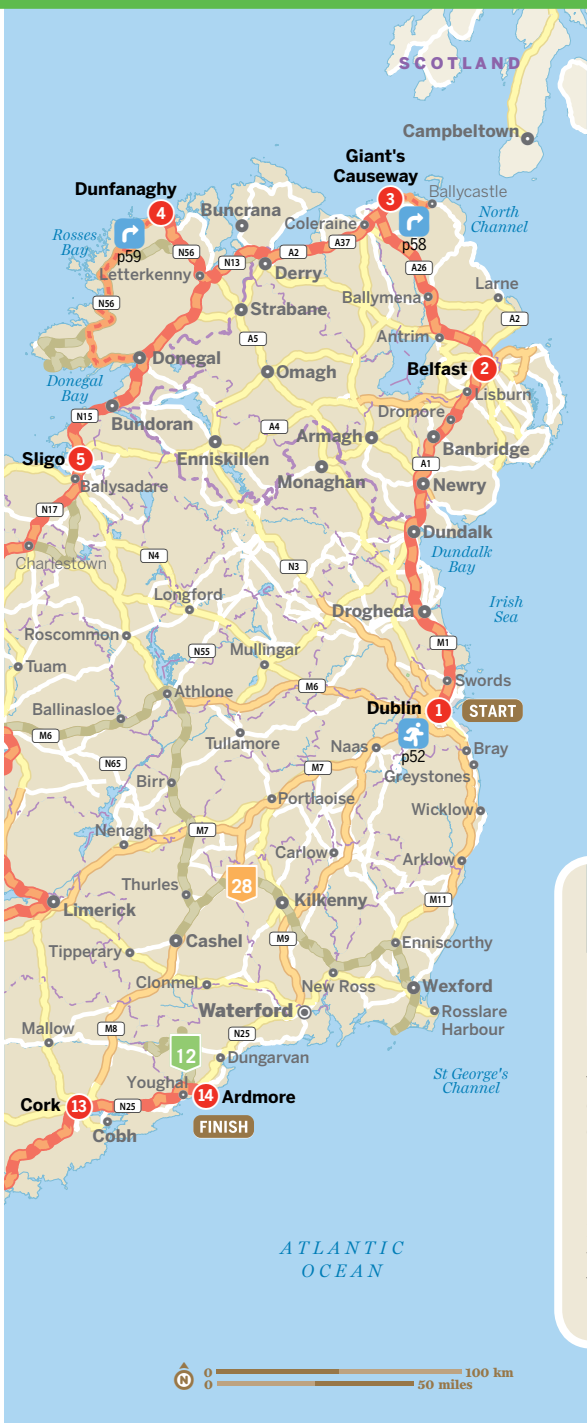 SCOTLAND
Campbeltown
Giant's
Causeway
3
Ballycastle
Dunfanaghy
4
Buncrana
Coleraine
p58
North
Channel
Rosses
Bay
p59
N56
N13
A2
A37
Letterkenny
Derry
A26
Larne
N56
Strabane
Ballymena
A2
A5
Antrim
Donegal
Omagh
Belfast
2
Donegal
Bay
Lisburn
N15
Bundoran
Dromore
A4
Armagh
Banbridge
Sligo
5
Enniskillen
A1
Monaghan
Newry
Ballysadare
N17
Dundalk
Dundalk
Bay
Charlestown
N4
N3
Longford
Drogheda
Irish
Sea
Roscommon
M1
N55
Mullingar
Tuam
Swords
M6
Athlone
Dublin
1
START
Ballinasloe
M6
Tullamore
Naas
p52
Bray
N65
M7
Greystones
Birr
Portlaoise
Wicklow
Nenagh
M7
Carlow
Arklow
Thurles
28
Kilkenny
M11
Limerick
Cashel
M9
Enniscorthy
Tipperary
Clonmel
New Ross
Wexford
Waterford
Rosslare
Harbour
Mallow
M8
N25
12
Dungarvan
St George's
Channel
Youghal
Cork
13
N25
14
Ardmore
Cobh
FINISH
ATLANTIC
OCEAN
N
0
100 km
0
50 miles